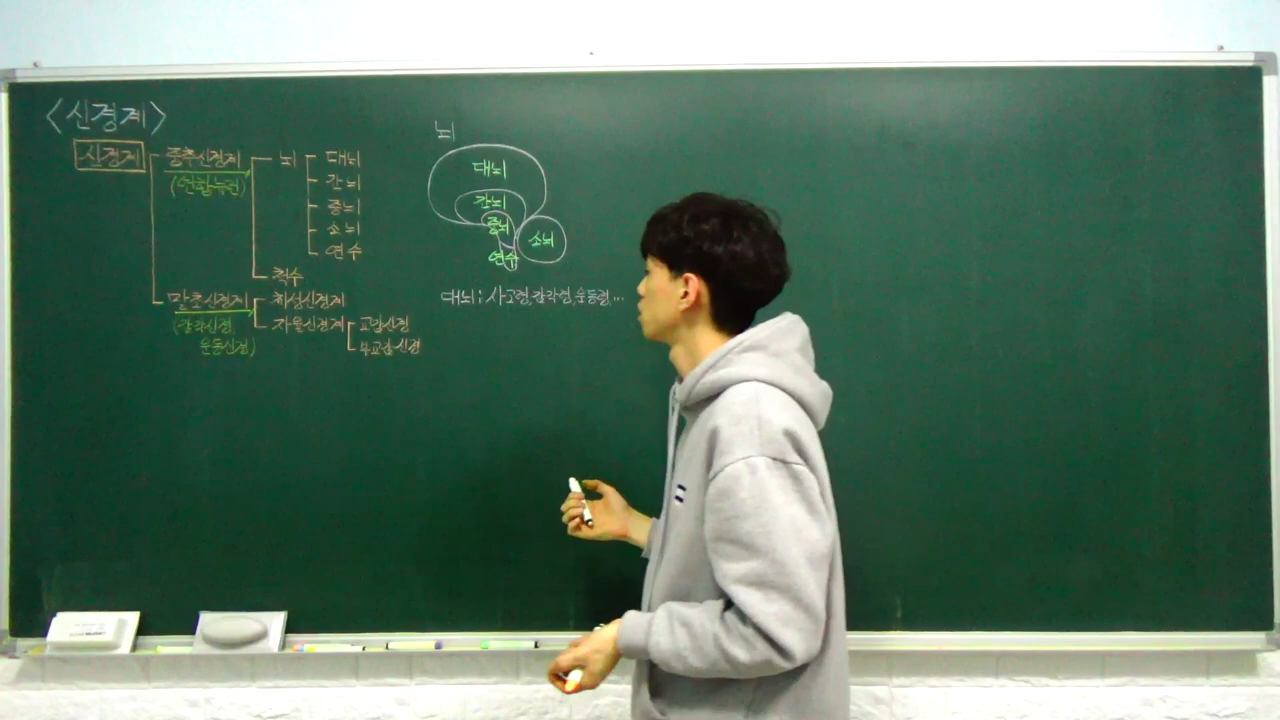 <신경계>
신경계
중추신경계
(연합뉴런)
뇌
대뇌
간뇌
중뇌
소뇌
연수
척수
말초신경계
(감각신경
운동신경)
체성신경계
자율신경계
교감신경
부교감신경
뇌
대뇌
간뇌
중뇌
소뇌
연수
대뇌: 사고령, 감각령, 운동령...